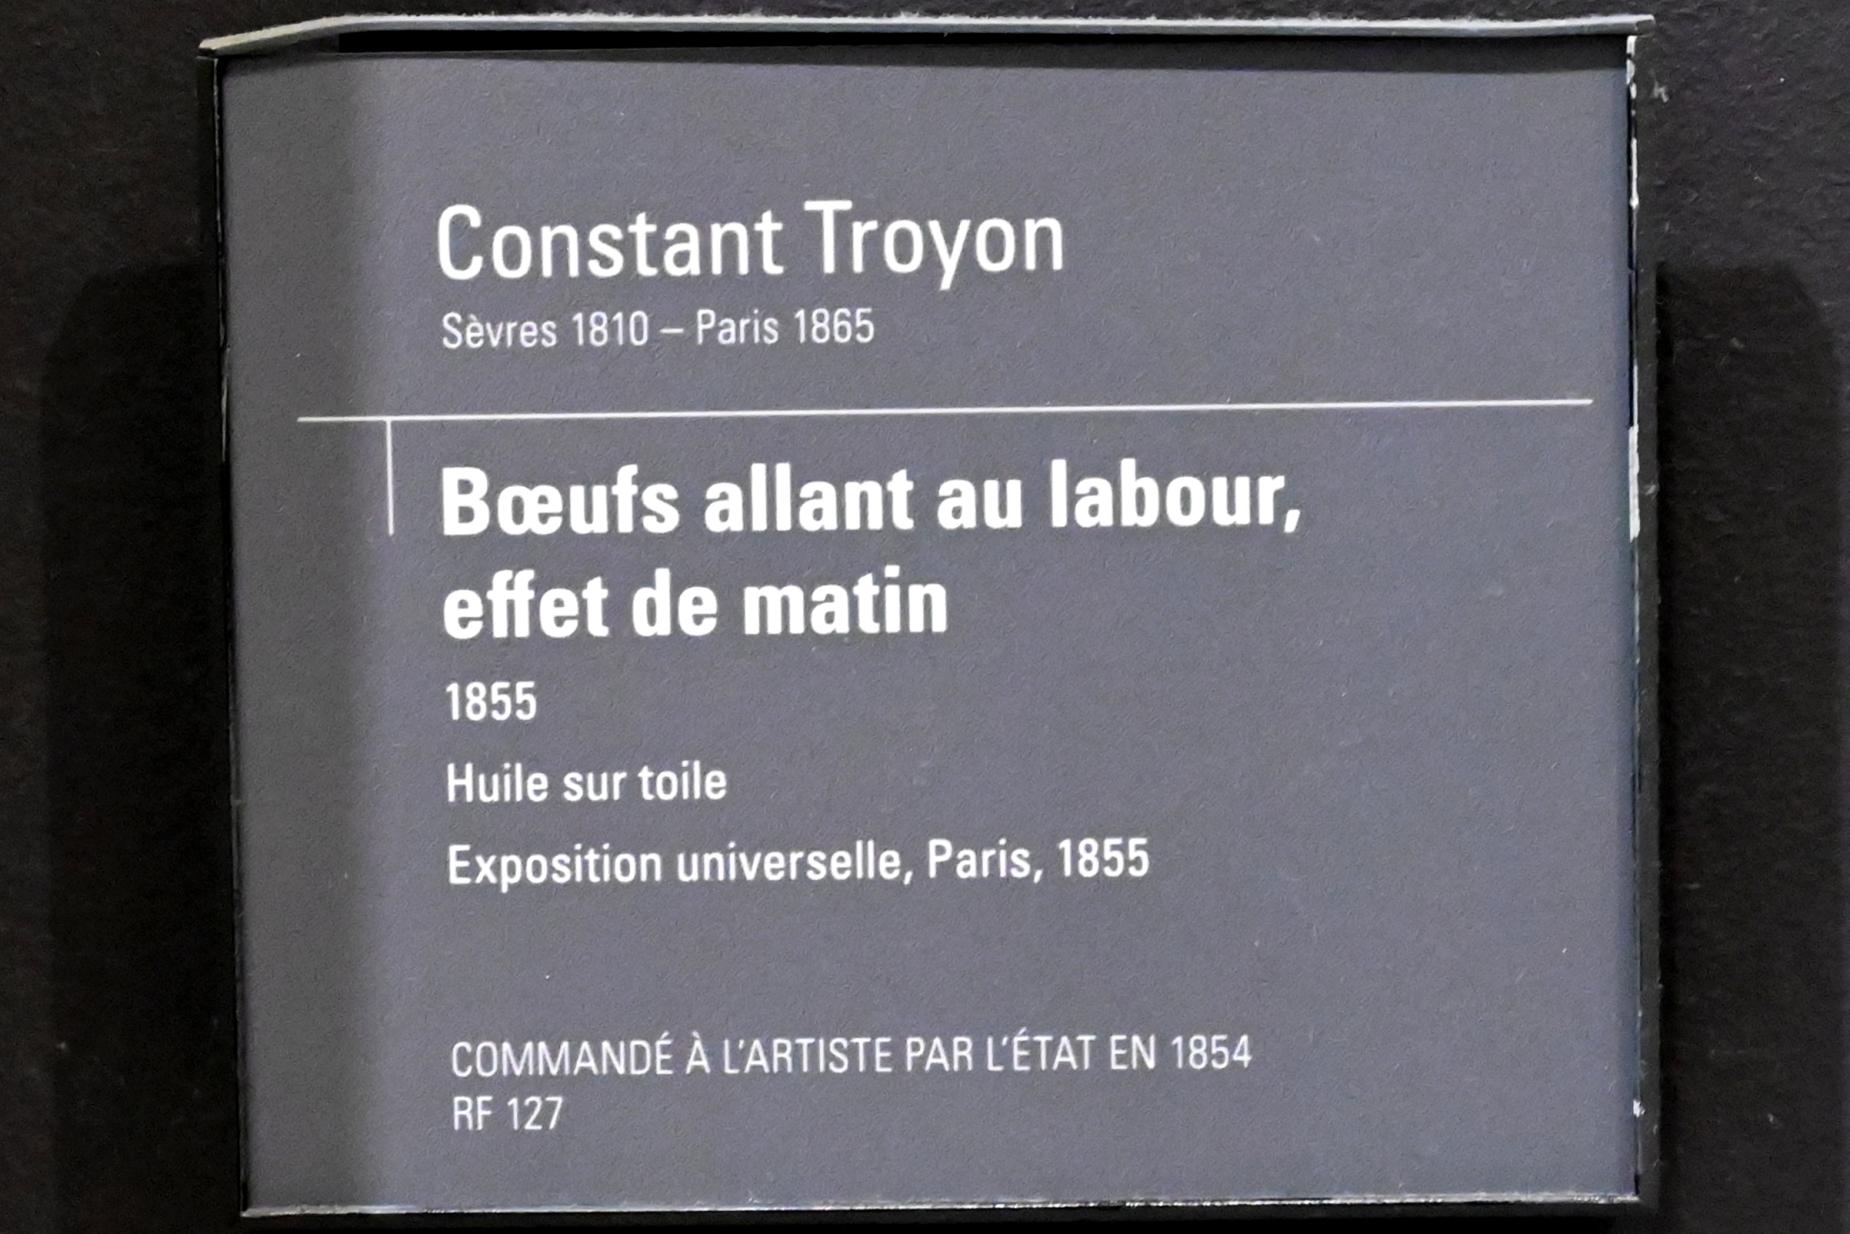 Constant Troyon
Sèvres 1810 – Paris 1865
Bœufs allant au labour,
effet de matin
1855
Huile sur toile
Exposition universelle, Paris, 1855
COMMANDÉ À L'ARTISTE PAR L'ÉTAT EN 1854
RF 127